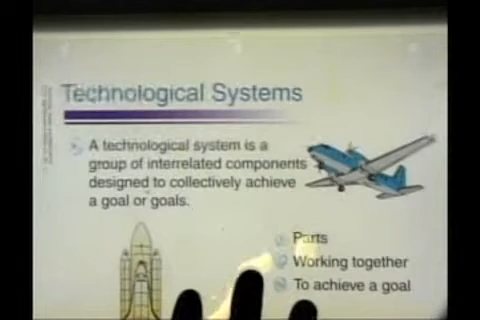 Technological Systems
A technological system is a
group of interrelated components
designed to collectively achieve
a goal or goals.
Parts
Working together
To achieve a goal